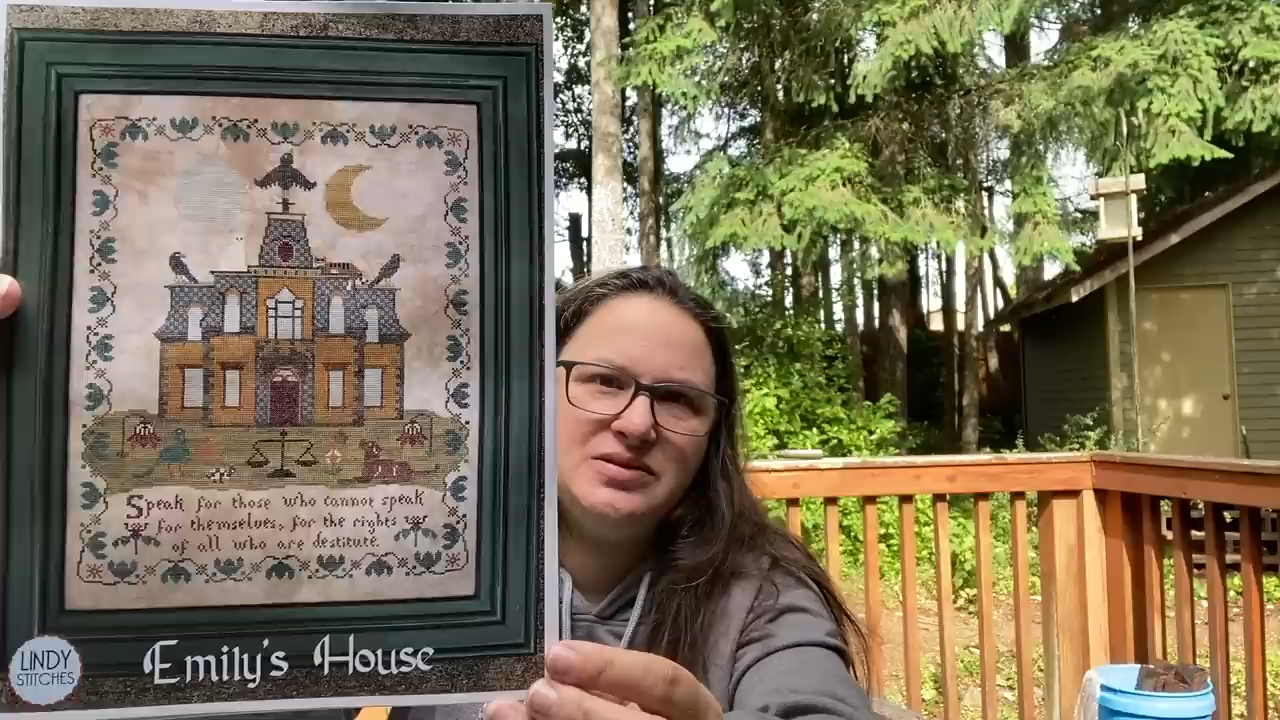 Speak for those who cannot speak
for themselves, for the rights
of all who are destitute.
LINDY
STITCHES
Emily's House